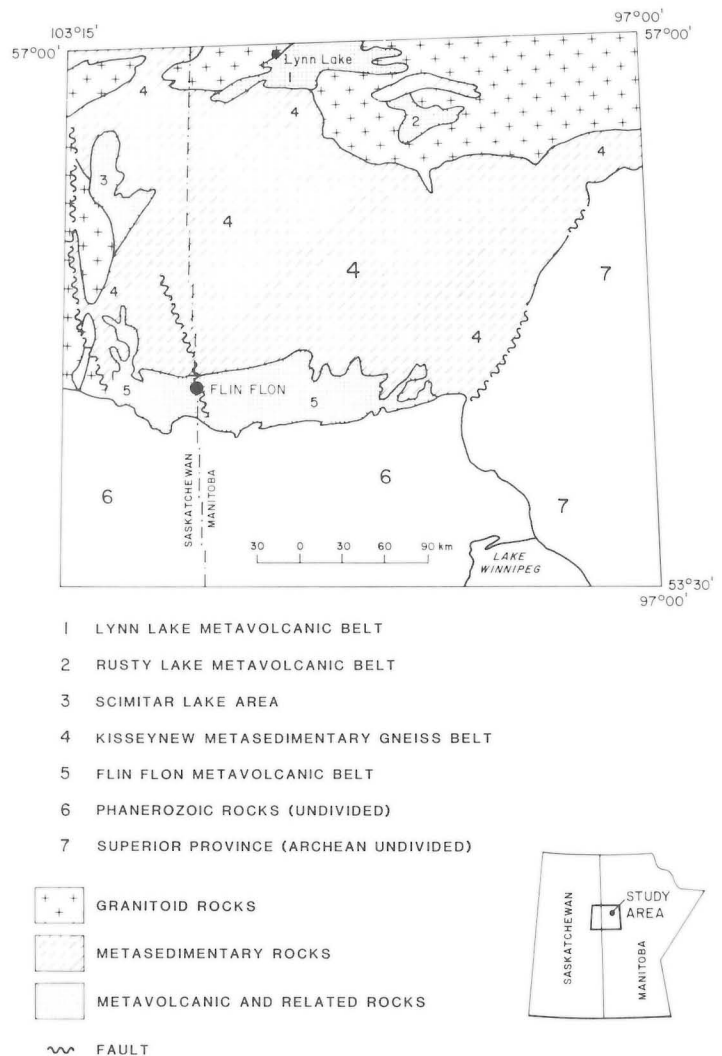 103°15'
97°00'
57°00'
57°00'
Lynn Lake
1
4
4
2
4
3
4
4
7
4
4
5
FLIN FLON
5
6
6
7
SASKATCHEWAN
MANITOBA
30 0 30 60 90 km
LAKE
WINNIPEG
53°30'
97°00'
1 LYNN LAKE METAVOLCANIC BELT
2 RUSTY LAKE METAVOLCANIC BELT
3 SCIMITAR LAKE AREA
4 KISSEYNEW METASEDIMENTARY GNEISS BELT
5 FLIN FLON METAVOLCANIC BELT
6 PHANEROZOIC ROCKS (UNDIVIDED)
7 SUPERIOR PROVINCE (ARCHEAN UNDIVIDED)
GRANITOID ROCKS
METASEDIMENTARY ROCKS
METAVOLCANIC AND RELATED ROCKS
FAULT
STUDY
AREA
SASKATCHEWAN
MANITOBA